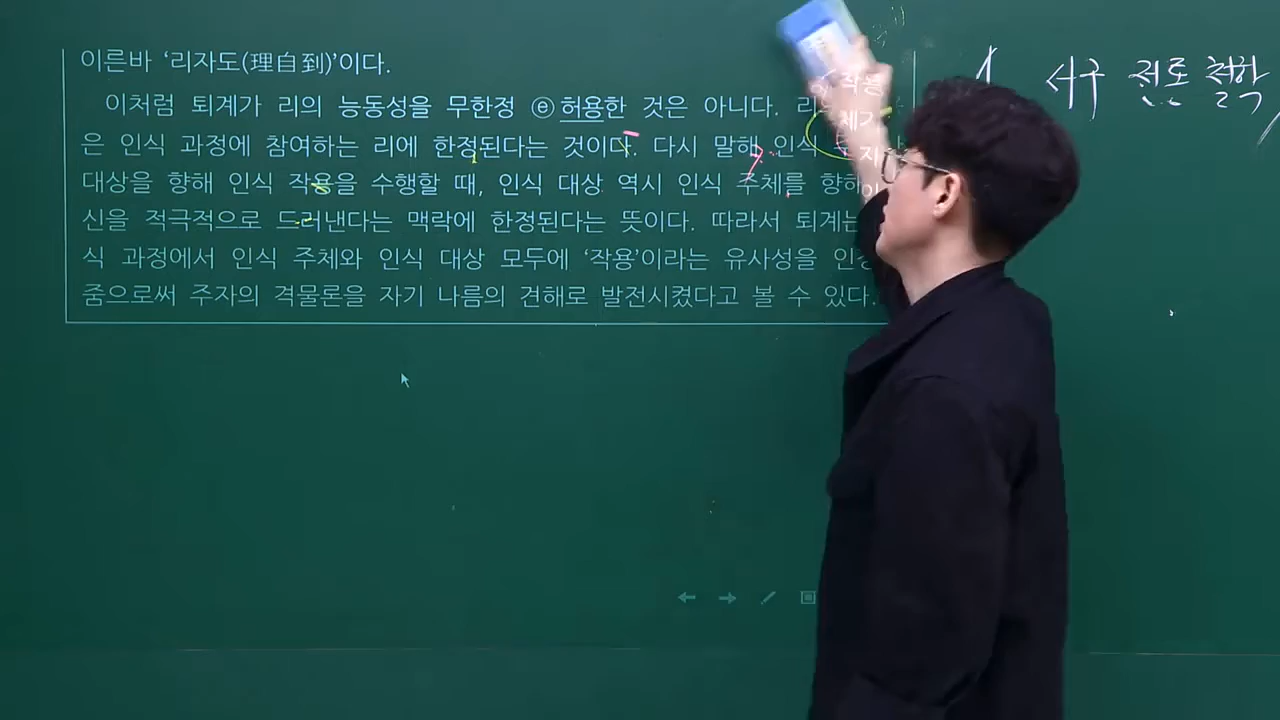 이른바 ‘리자도(理自到)’이다.
이처럼 퇴계가 리의 능동성을 무한정 ⓔ허용한 것은 아니다. 리의 작용
은 인식 과정에 참여하는 리에 한정된다는 것이다. 다시 말해 인식 주체가
대상을 향해 인식 작용을 수행할 때, 인식 대상 역시 인식 주체를 향해
신을 적극적으로 드러낸다는 맥락에 한정된다는 뜻이다. 따라서 퇴계는
식 과정에서 인식 주체와 인식 대상 모두에 ‘작용’이라는 유사성을 인정
줌으로써 주자의 격물론을 자기 나름의 견해로 발전시켰다고 볼 수 있다.
1 서구 전통 철학